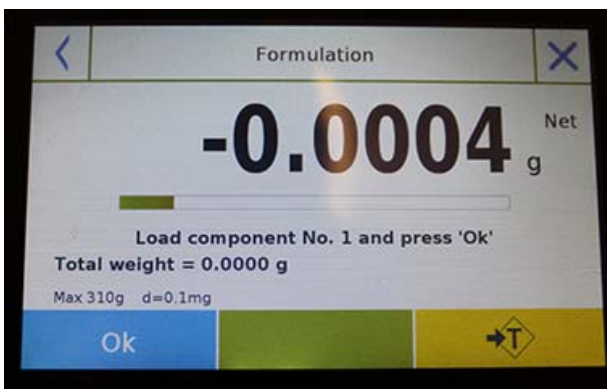 Formulation
-0.0004 g Net
Load component No. 1 and press 'Ok'
Total weight = 0.0000 g
Max 310g d=0.1mg
Ok
→T